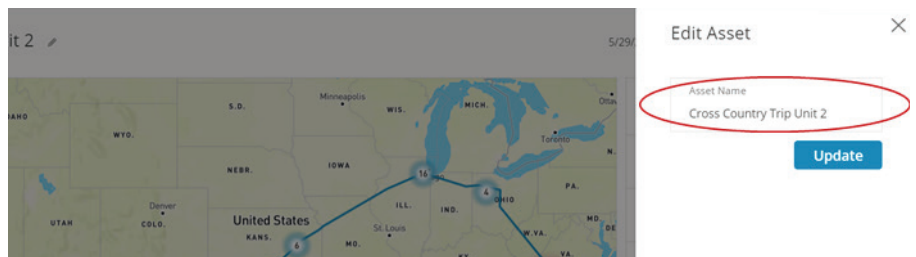 it 2
5/29/
Edit Asset
Asset Name
Cross Country Trip Unit 2
Update
Minneapolis
Ottaw
S.D.
WIS.
MICH.
AHO
WYO.
Toronto
N.
NEBR.
IOWA
16
4
OHIO
PA.
Denver
ILL.
IND.
UTAH
COLO.
United States
St. Louis
W.VA.
MD.
DE
KANS.
6
MO.
VA.